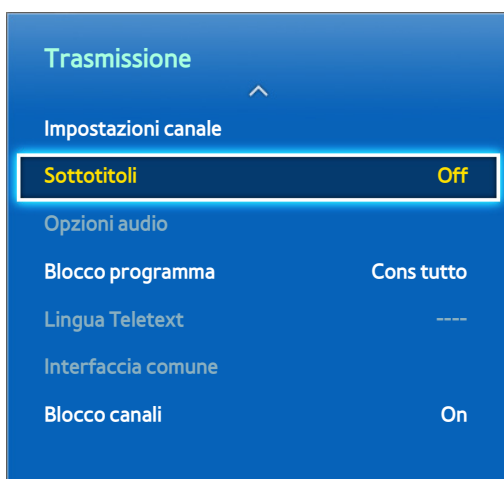 Trasmissione
Impostazioni canale
Sottotitoli Off
Opzioni audio
Blocco programma Cons tutto
Lingua Teletext ----
Interfaccia comune
Blocco canali On